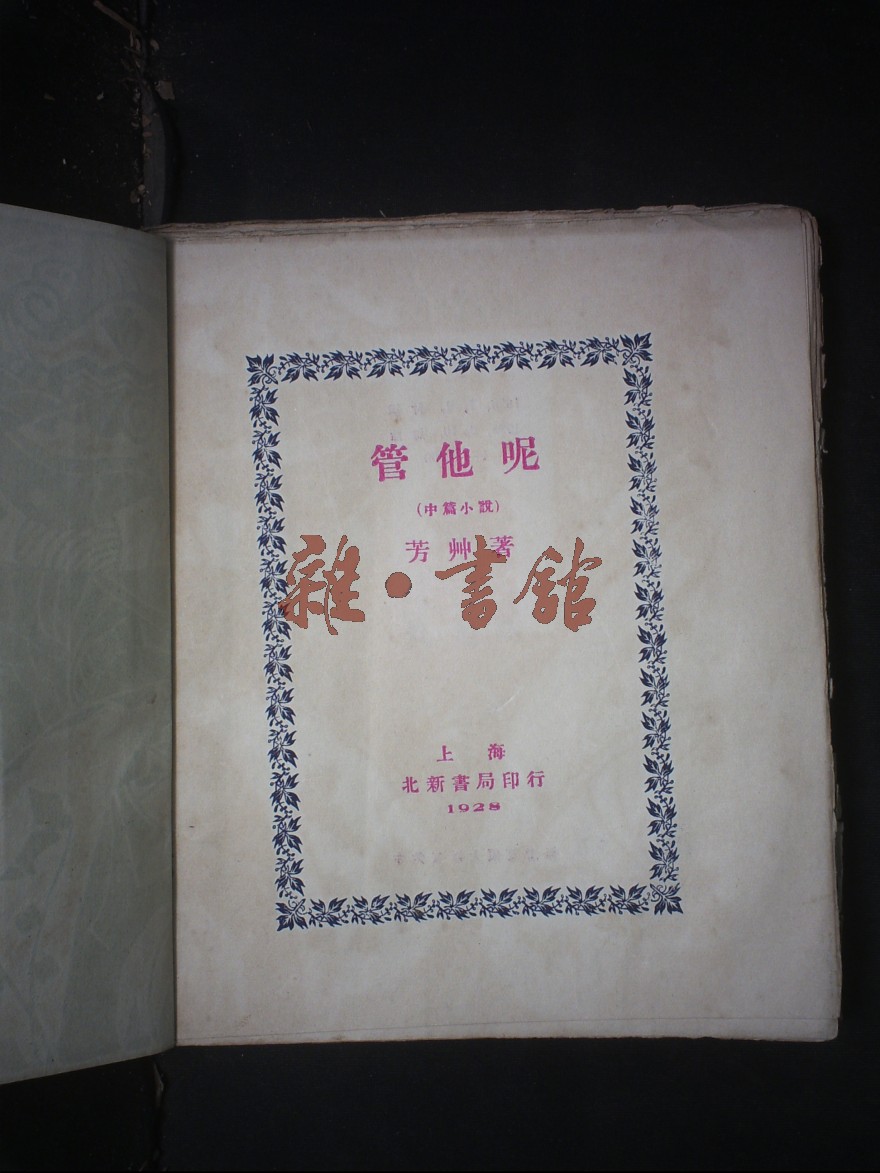 管他呢
(中篇小說)
芳艸著
雜·書館
上海
北新書局印行
1928